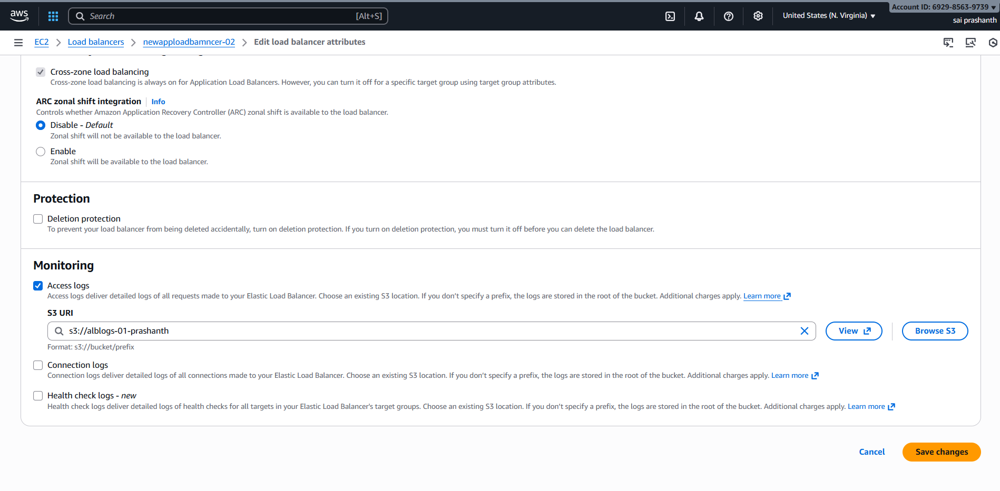 aws
Search
[Alt+S]
United States (N. Virginia)
Account ID: 6929-8563-9739
sai prashanth
EC2
Load balancers
newapploadbamncer-02
Edit load balancer attributes
Cross-zone load balancing
Cross-zone load balancing is always on for Application Load Balancers. However, you can turn it off for a specific target group using target group attributes.
ARC zonal shift integration
Info
Controls whether Amazon Application Recovery Controller (ARC) zonal shift is available to the load balancer.
Disable - Default
Zonal shift will not be available to the load balancer.
Enable
Zonal shift will be available to the load balancer.
Protection
Deletion protection
To prevent your load balancer from being deleted accidentally, turn on deletion protection. If you turn on deletion protection, you must turn it off before you can delete the load balancer.
Monitoring
Access logs
Access logs deliver detailed logs of all requests made to your Elastic Load Balancer. Choose an existing S3 location. If you don’t specify a prefix, the logs are stored in the root of the bucket. Additional charges apply. Learn more
S3 URI
s3://alblogs-01-prashanth
View
Browse S3
Format: s3://bucket/prefix
Connection logs
Connection logs deliver detailed logs of all connections made to your Elastic Load Balancer. Choose an existing S3 location. If you don’t specify a prefix, the logs are stored in the root of the bucket. Additional charges apply. Learn more
Health check logs - new
Health check logs deliver detailed logs of health checks for all targets in your Elastic Load Balancer's target groups. Choose an existing S3 location. If you don’t specify a prefix, the logs are stored in the root of the bucket. Additional charges apply. Learn more
Cancel
Save changes